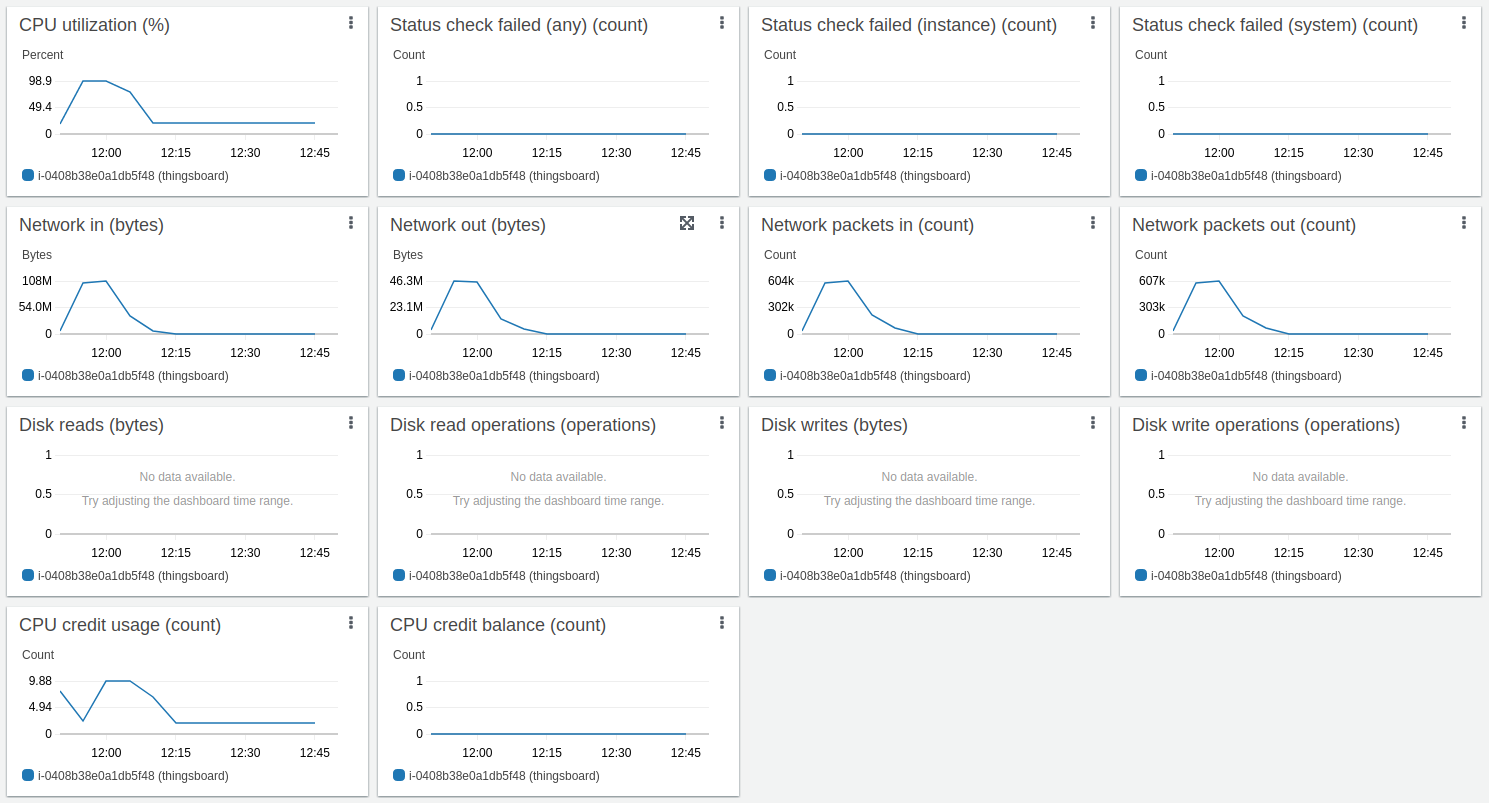 CPU utilization (%)
Percent
98.9
49.4
0
12:00 12:15 12:30 12:45
i-0408b38e0a1db5f48 (thingsboard)
Status check failed (any) (count)
Count
1
0.5
0
12:00 12:15 12:30 12:45
i-0408b38e0a1db5f48 (thingsboard)
Status check failed (instance) (count)
Count
1
0.5
0
12:00 12:15 12:30 12:45
i-0408b38e0a1db5f48 (thingsboard)
Status check failed (system) (count)
Count
1
0.5
0
12:00 12:15 12:30 12:45
i-0408b38e0a1db5f48 (thingsboard)
Network in (bytes)
Bytes
108M
54.0M
0
12:00 12:15 12:30 12:45
i-0408b38e0a1db5f48 (thingsboard)
Network out (bytes)
Bytes
46.3M
23.1M
0
12:00 12:15 12:30 12:45
i-0408b38e0a1db5f48 (thingsboard)
Network packets in (count)
Count
604k
302k
0
12:00 12:15 12:30 12:45
i-0408b38e0a1db5f48 (thingsboard)
Network packets out (count)
Count
607k
303k
0
12:00 12:15 12:30 12:45
i-0408b38e0a1db5f48 (thingsboard)
Disk reads (bytes)
1
No data available.
0.5
Try adjusting the dashboard time range.
0
12:00 12:15 12:30 12:45
i-0408b38e0a1db5f48 (thingsboard)
Disk read operations (operations)
1
No data available.
0.5
Try adjusting the dashboard time range.
0
12:00 12:15 12:30 12:45
i-0408b38e0a1db5f48 (thingsboard)
Disk writes (bytes)
1
No data available.
0.5
Try adjusting the dashboard time range.
0
12:00 12:15 12:30 12:45
i-0408b38e0a1db5f48 (thingsboard)
Disk write operations (operations)
1
No data available.
0.5
Try adjusting the dashboard time range.
0
12:00 12:15 12:30 12:45
i-0408b38e0a1db5f48 (thingsboard)
CPU credit usage (count)
Count
9.88
4.94
0
12:00 12:15 12:30 12:45
i-0408b38e0a1db5f48 (thingsboard)
CPU credit balance (count)
Count
1
0.5
0
12:00 12:15 12:30 12:45
i-0408b38e0a1db5f48 (thingsboard)